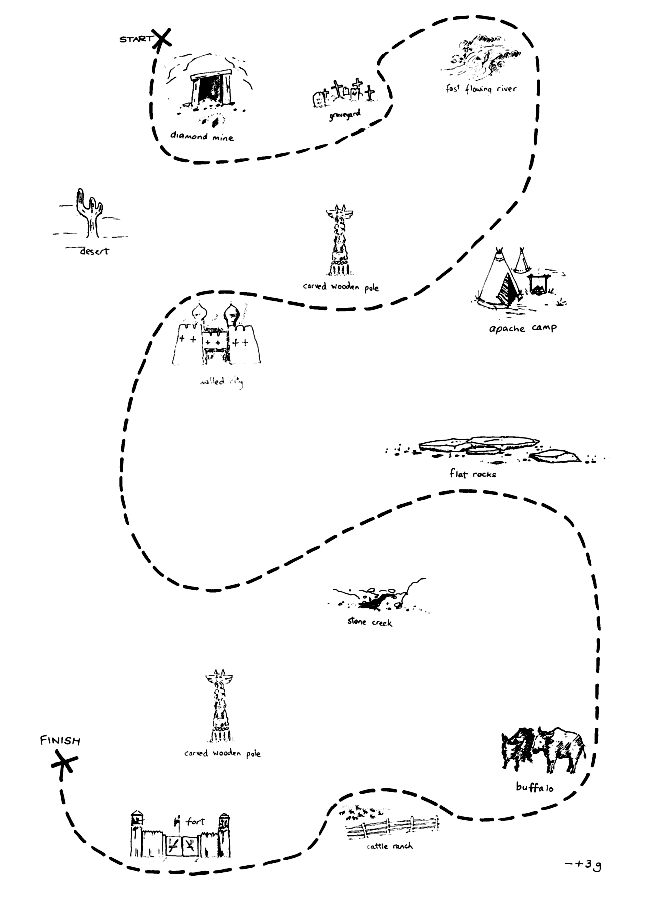 START
fast flowing river
graveyard
diamond mine
desert
carved wooden pole
apache camp
walled city
flat rocks
stone creek
carved wooden pole
FINISH
buffalo
fort
cattle ranch